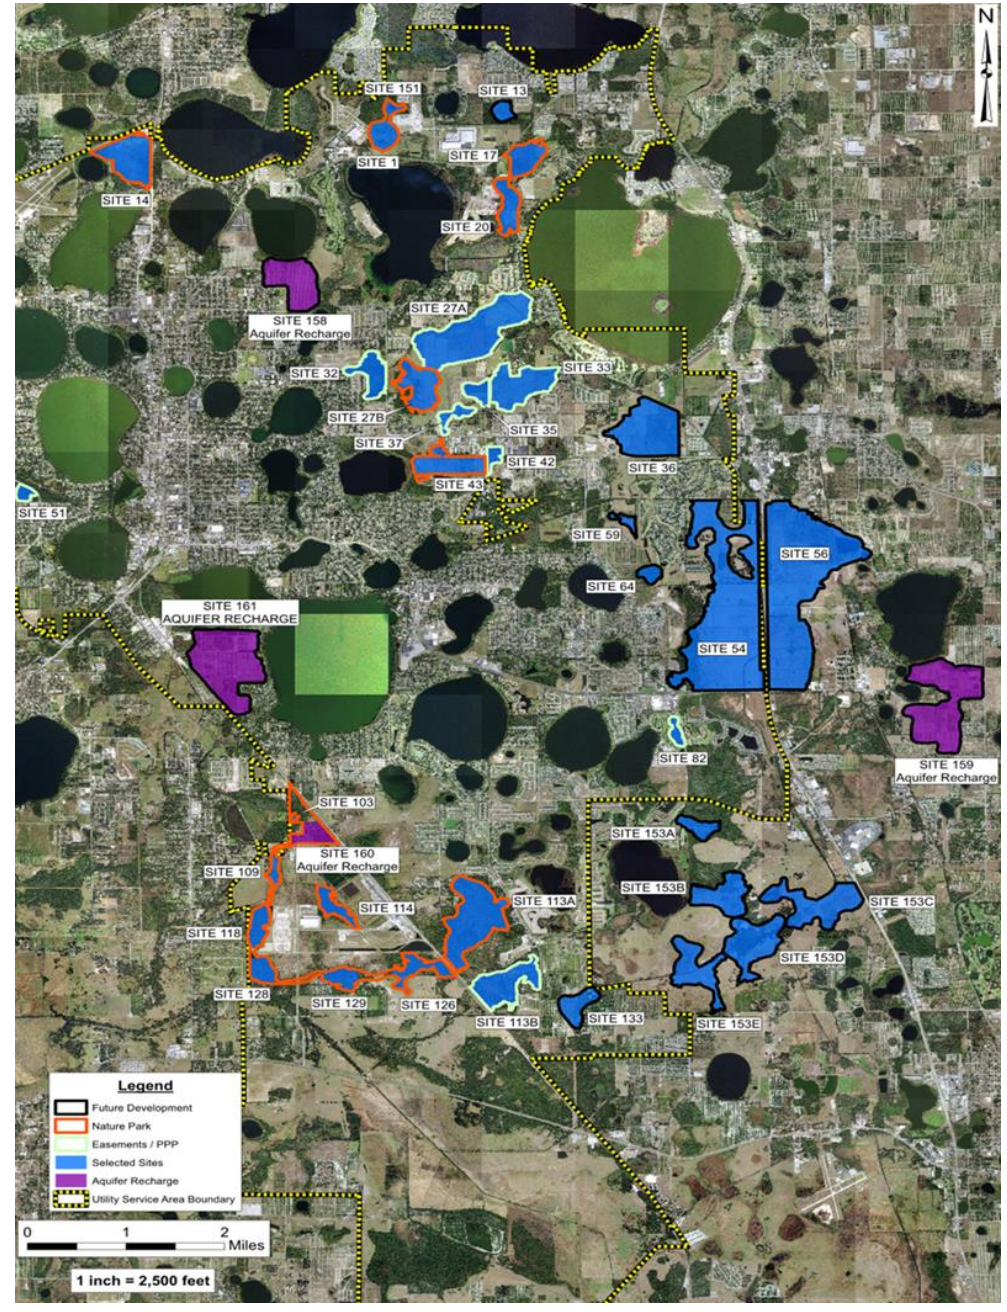 N
SITE 151
SITE 13
SITE 1
SITE 17
SITE 14
SITE 20
SITE 158
Aquifer Recharge
SITE 27A
SITE 32
SITE 33
SITE 27B
SITE 37
SITE 35
SITE 36
SITE 42
SITE 43
SITE 51
SITE 59
SITE 56
SITE 64
SITE 161
AQUIFER RECHARGE
SITE 54
SITE 82
SITE 159
Aquifer Recharge
SITE 103
SITE 153A
SITE 160
Aquifer Recharge
SITE 109
SITE 153B
SITE 113A
SITE 153C
SITE 114
SITE 118
SITE 153D
SITE 128
SITE 129
SITE 126
SITE 113B
SITE 133
SITE 153E
Legend
Future Development
Nature Park
Easements / PPP
Selected Sites
Aquifer Recharge
Utility Service Area Boundary
0 1 2
Miles
1 inch = 2,500 feet